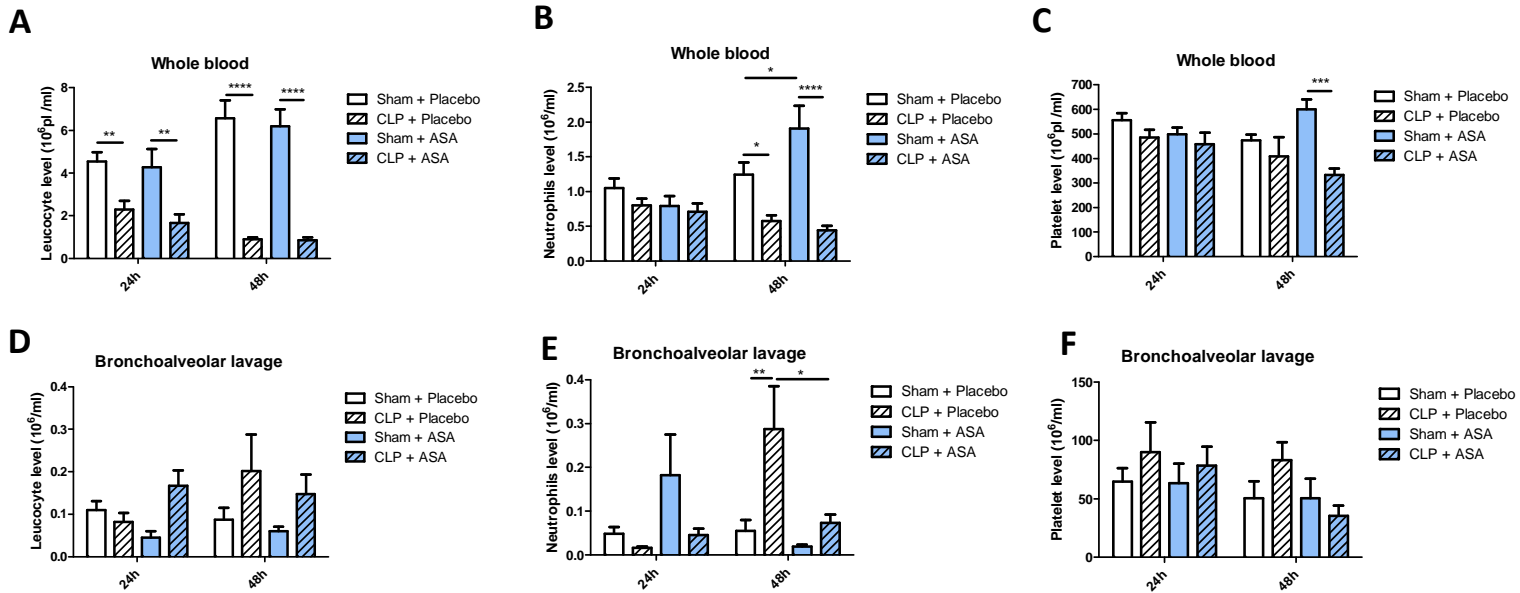 A
Whole blood
Leucocyte level (10⁶pl /ml)
8
6
4
2
0
**
**
****
****
24h
48h
Sham + Placebo
CLP + Placebo
Sham + ASA
CLP + ASA
B
Whole blood
Neutrophils level (10⁶/ml)
2.5
2.0
1.5
1.0
0.5
0.0
*
*
****
24h
48h
Sham + Placebo
CLP + Placebo
Sham + ASA
CLP + ASA
C
Whole blood
Platelet level (10⁶pl /ml)
700
600
500
400
300
200
100
0
***
24h
48h
Sham + Placebo
CLP + Placebo
Sham + ASA
CLP + ASA
D
Bronchoalveolar lavage
Leucocyte level (10⁶/ml)
0.4
0.3
0.2
0.1
0.0
24h
48h
Sham + Placebo
CLP + Placebo
Sham + ASA
CLP + ASA
E
Bronchoalveolar lavage
Neutrophils level (10⁶/ml)
0.4
0.3
0.2
0.1
0.0
**
*
24h
48h
Sham + Placebo
CLP + Placebo
Sham + ASA
CLP + ASA
F
Bronchoalveolar lavage
Platelet level (10⁶/ml)
150
100
50
0
24h
48h
Sham + Placebo
CLP + Placebo
Sham + ASA
CLP + ASA